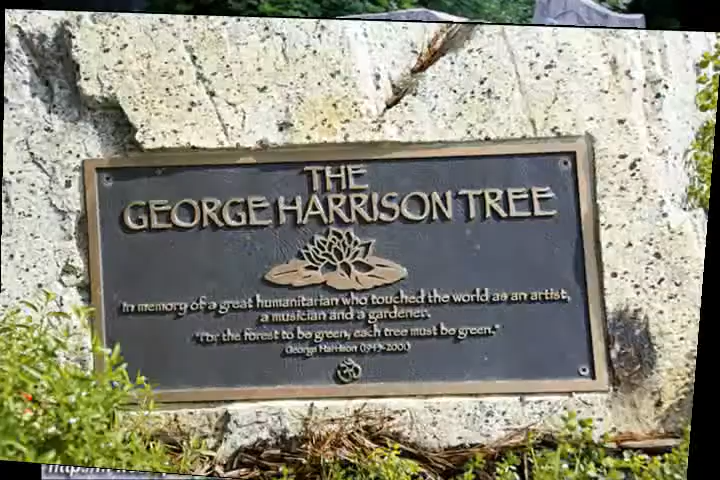 THE
GEORGE HARRISON TREE
In memory of a great humanitarian who touched the world as an artist,
a musician and a gardener.
"For the forest to be green, each tree must be green."
George Harrison (1943-2001)
ॐ